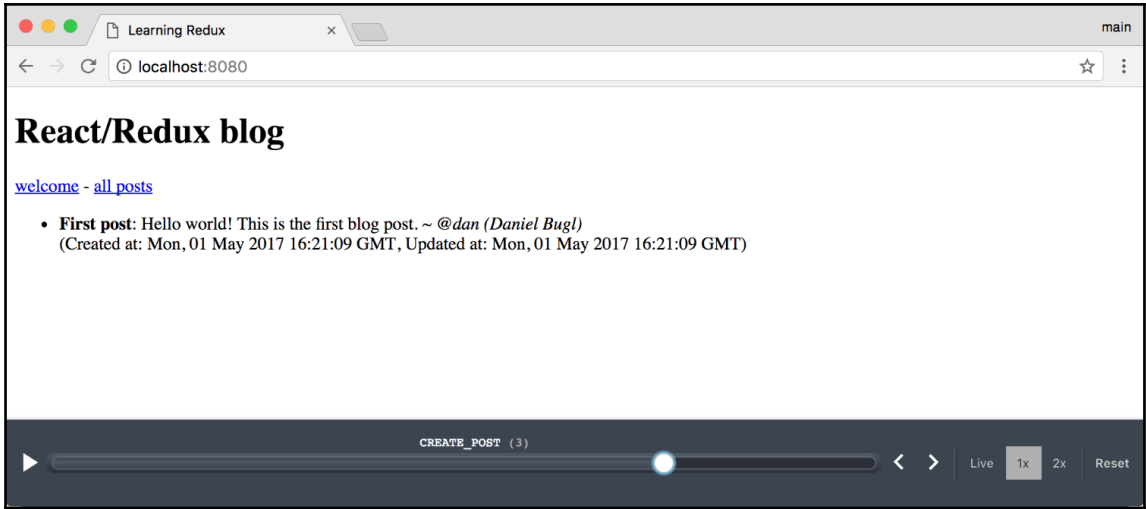 Learning Redux
main
localhost:8080
React/Redux blog
welcome - all posts
First post: Hello world! This is the first blog post. ~ @dan (Daniel Bugl)
(Created at: Mon, 01 May 2017 16:21:09 GMT, Updated at: Mon, 01 May 2017 16:21:09 GMT)
CREATE_POST (3)
Live 1x 2x Reset